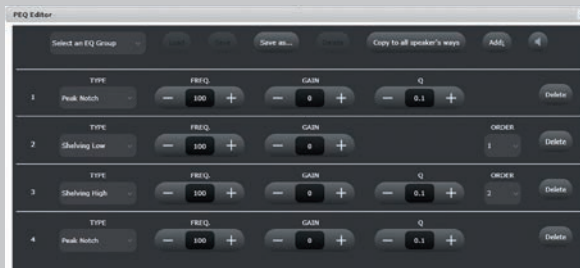 PEQ Editor
Select an EQ Group Load Save Save as... Delete Copy to all speaker's ways Add
TYPE FREQ. GAIN Q
1 Peak Notch − 100 + − 0 + − 0.1 + Delete
TYPE FREQ. GAIN ORDER
2 Shelving Low − 100 + − 0 + 1 Delete
TYPE FREQ. GAIN Q ORDER
3 Shelving High − 100 + − 0 + − 0.1 + 2 Delete
TYPE FREQ. GAIN Q
4 Peak Notch − 100 + − 0 + − 0.1 + Delete